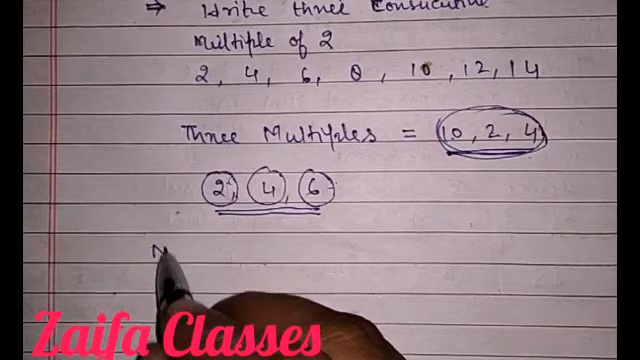 ⇒ Write three Consecutive
Multiple of 2
2, 4, 6, 8, 10, 12, 14
Three Multiples = 10, 2, 4
2, 4, 6
N
Zaifa Classes